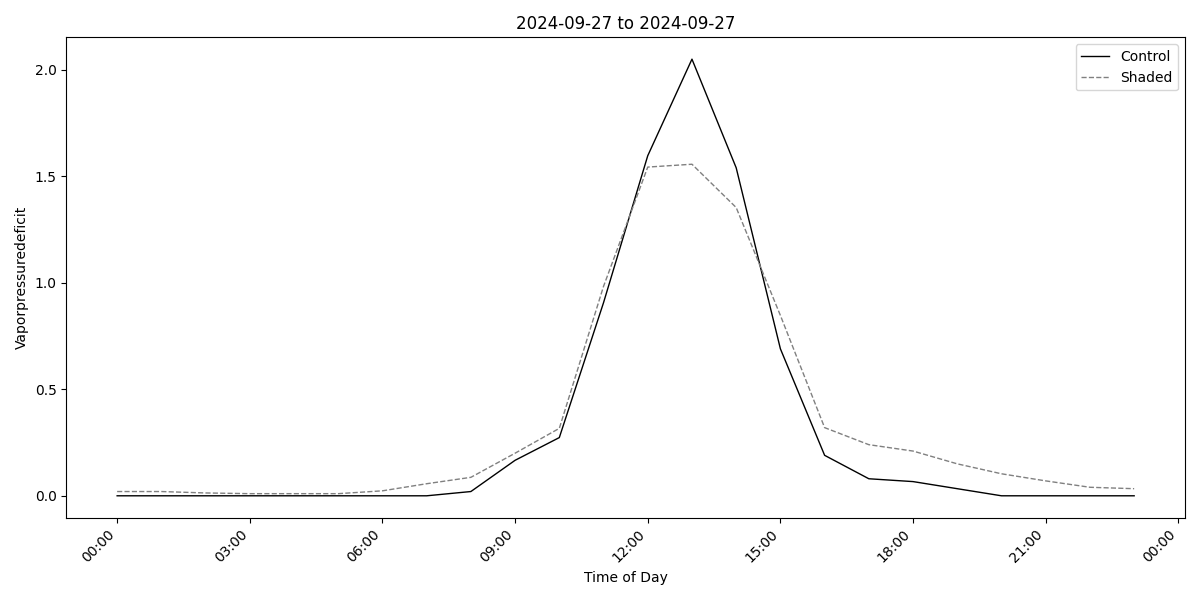 2024-09-27 to 2024-09-27
Control
Shaded
Vaporpressuredeficit
2.0
1.5
1.0
0.5
0.0
00:00
03:00
06:00
09:00
12:00
15:00
18:00
21:00
00:00
Time of Day